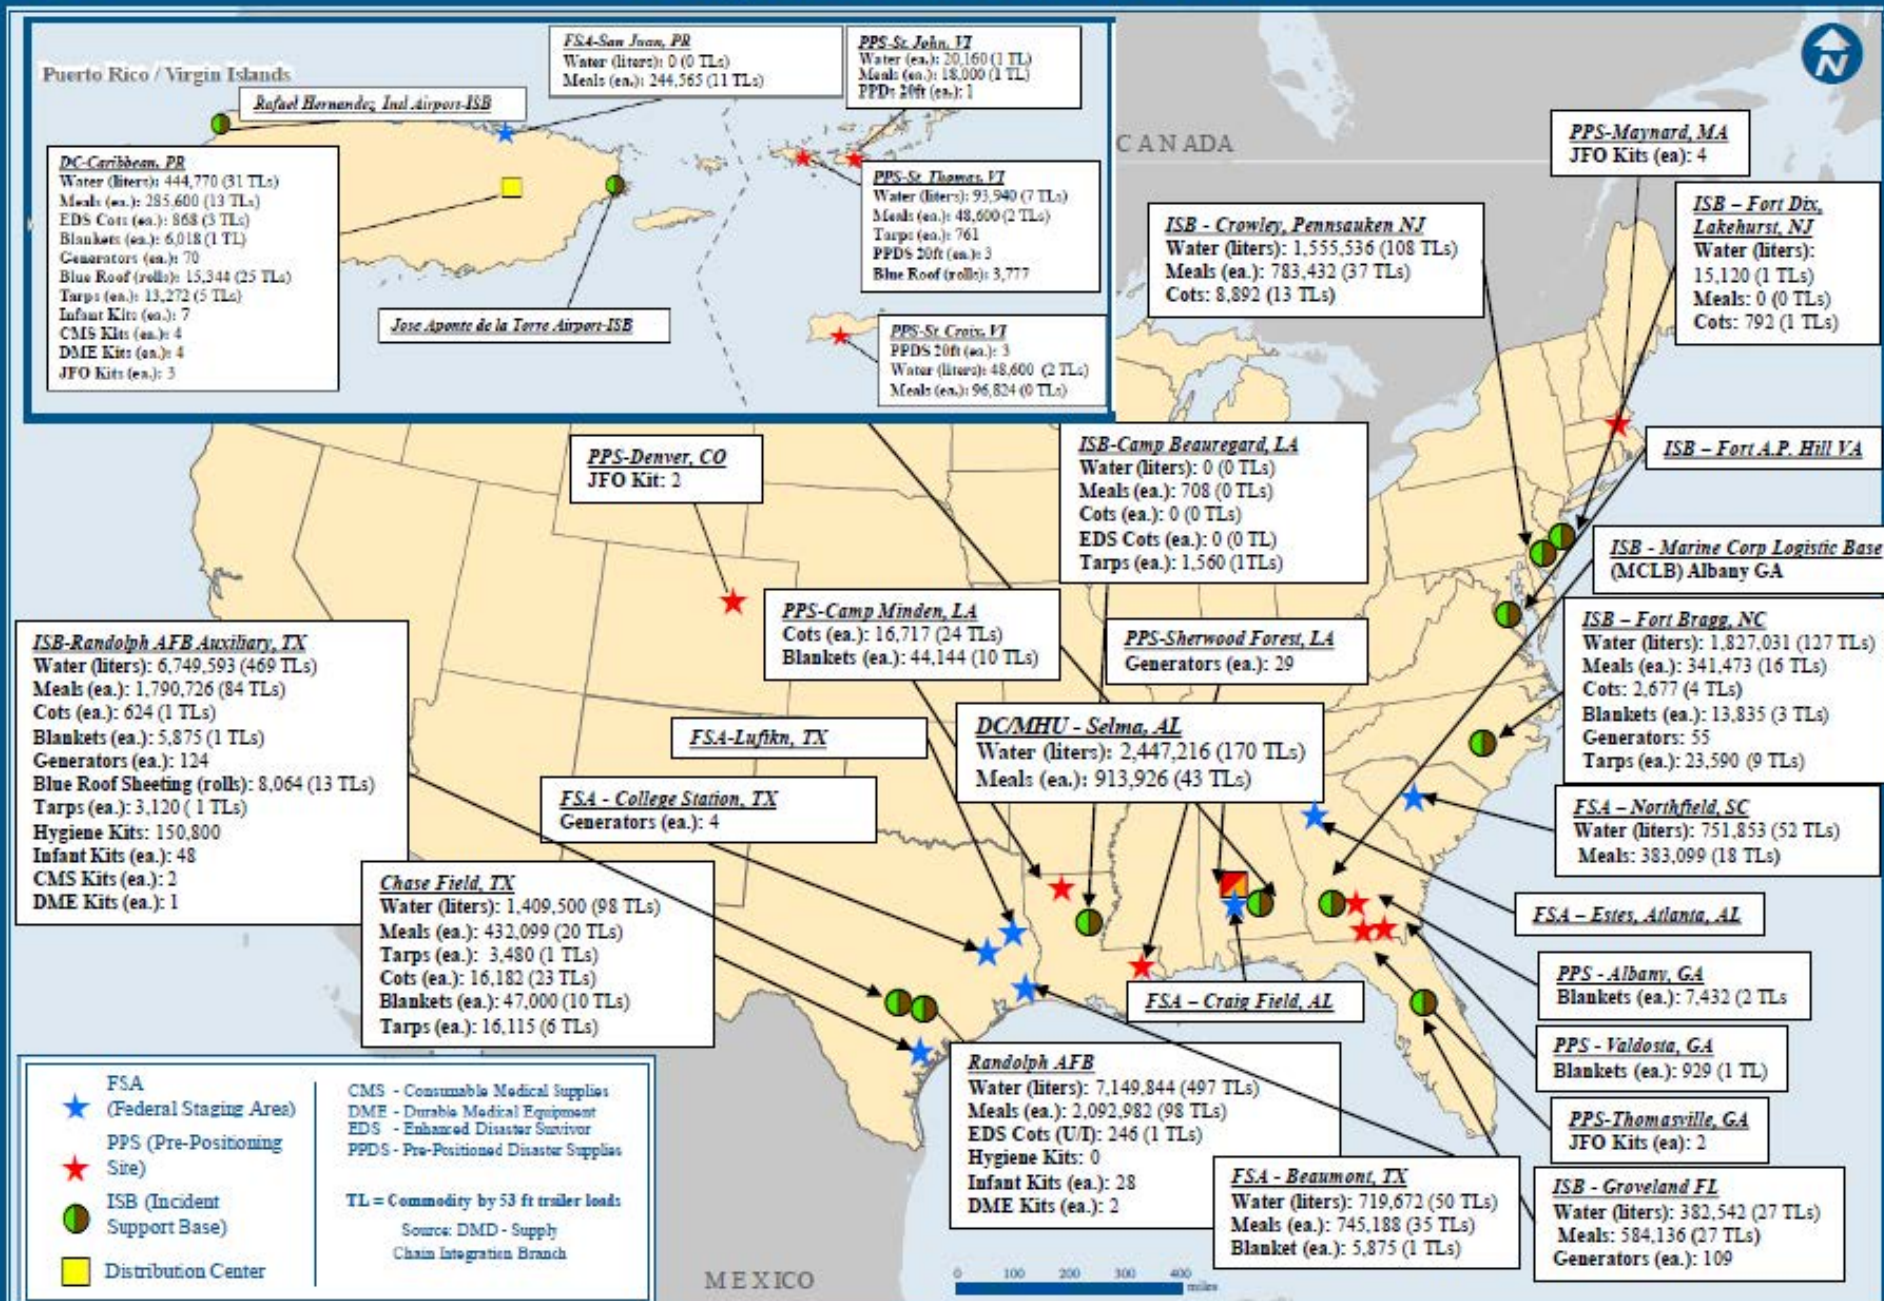 Puerto Rico / Virgin Islands
Rafael Hernandez, Intl Airport-ISB
FSA-San Juan, PR
Water (liters): 0 (0 TLs)
Meals (ea.): 244,565 (11 TLs)
PPS-St. John, VI
Water (ea.): 20,160 (1 TL)
Meals (ea.): 18,000 (1 TL)
PPDs 20ft (ea.): 1
DC-Caribbean, PR
Water (liters): 444,770 (31 TLs)
Meals (ea.): 285,600 (13 TLs)
EDS Cots (ea.): 868 (3 TLs)
Blankets (ea.): 6,018 (1 TL)
Generators (ea.): 70
Blue Roof (rolls): 15,344 (25 TLs)
Tarps (ea.): 13,272 (5 TLs)
Infant Kits (ea.): 7
CMS Kits (ea.): 4
DME Kits (ea.): 4
JFO Kits (ea.): 3
Jose Aponte de la Torre Airport-ISB
PPS-St. Thomas, VI
Water (liters): 93,940 (7 TLs)
Meals (ea.): 48,600 (2 TLs)
Tarps (ea.): 761
PPDS 20ft (ea.): 3
Blue Roof (rolls): 3,777
PPS-St. Croix, VI
PPDS 20ft (ea.): 3
Water (liters): 48,600 (2 TLs)
Meals (ea.): 96,824 (0 TLs)
N
CANADA
PPS-Maynard, MA
JFO Kits (ea): 4
ISB - Crowley, Pennsauken NJ
Water (liters): 1,555,536 (108 TLs)
Meals (ea.): 783,432 (37 TLs)
Cots: 8,892 (13 TLs)
ISB – Fort Dix,
Lakehurst, NJ
Water (liters):
15,120 (1 TLs)
Meals: 0 (0 TLs)
Cots: 792 (1 TLs)
PPS-Denver, CO
JFO Kit: 2
ISB-Camp Beauregard, LA
Water (liters): 0 (0 TLs)
Meals (ea.): 708 (0 TLs)
Cots (ea.): 0 (0 TLs)
EDS Cots (ea.): 0 (0 TL)
Tarps (ea.): 1,560 (1TLs)
ISB – Fort A.P. Hill VA
ISB - Marine Corp Logistic Base
(MCLB) Albany GA
PPS-Camp Minden, LA
Cots (ea.): 16,717 (24 TLs)
Blankets (ea.): 44,144 (10 TLs)
PPS-Sherwood Forest, LA
Generators (ea.): 29
ISB – Fort Bragg, NC
Water (liters): 1,827,031 (127 TLs)
Meals (ea.): 341,473 (16 TLs)
Cots: 2,677 (4 TLs)
Blankets (ea.): 13,835 (3 TLs)
Generators: 55
Tarps (ea.): 23,590 (9 TLs)
ISB-Randolph AFB Auxiliary, TX
Water (liters): 6,749,593 (469 TLs)
Meals (ea.): 1,790,726 (84 TLs)
Cots (ea.): 624 (1 TLs)
Blankets (ea.): 5,875 (1 TLs)
Generators (ea.): 124
Blue Roof Sheeting (rolls): 8,064 (13 TLs)
Tarps (ea.): 3,120 ( 1 TLs)
Hygiene Kits: 150,800
Infant Kits (ea.): 48
CMS Kits (ea.): 2
DME Kits (ea.): 1
FSA-Lufikn, TX
DC/MHU - Selma, AL
Water (liters): 2,447,216 (170 TLs)
Meals (ea.): 913,926 (43 TLs)
FSA - College Station, TX
Generators (ea.): 4
FSA – Northfield, SC
Water (liters): 751,853 (52 TLs)
Meals: 383,099 (18 TLs)
Chase Field, TX
Water (liters): 1,409,500 (98 TLs)
Meals (ea.): 432,099 (20 TLs)
Tarps (ea.): 3,480 (1 TLs)
Cots (ea.): 16,182 (23 TLs)
Blankets (ea.): 47,000 (10 TLs)
Tarps (ea.): 16,115 (6 TLs)
FSA – Estes, Atlanta, AL
FSA – Craig Field, AL
PPS - Albany, GA
Blankets (ea.): 7,432 (2 TLs
PPS - Valdosta, GA
Blankets (ea.): 929 (1 TL)
PPS-Thomasville, GA
JFO Kits (ea): 2
Randolph AFB
Water (liters): 7,149,844 (497 TLs)
Meals (ea.): 2,092,982 (98 TLs)
EDS Cots (U/I): 246 (1 TLs)
Hygiene Kits: 0
Infant Kits (ea.): 28
DME Kits (ea.): 2
FSA - Beaumont, TX
Water (liters): 719,672 (50 TLs)
Meals (ea.): 745,188 (35 TLs)
Blanket (ea.): 5,875 (1 TLs)
ISB - Groveland FL
Water (liters): 382,542 (27 TLs)
Meals: 584,136 (27 TLs)
Generators (ea.): 109
FSA
(Federal Staging Area)
PPS (Pre-Positioning
Site)
ISB (Incident
Support Base)
Distribution Center
CMS - Consumable Medical Supplies
DME - Durable Medical Equipment
EDS - Enhanced Disaster Survivor
PPDS - Pre-Positioned Disaster Supplies
TL = Commodity by 53 ft trailer loads
Source: DMD - Supply
Chain Integration Branch
MEXICO
0 100 200 300 400
miles